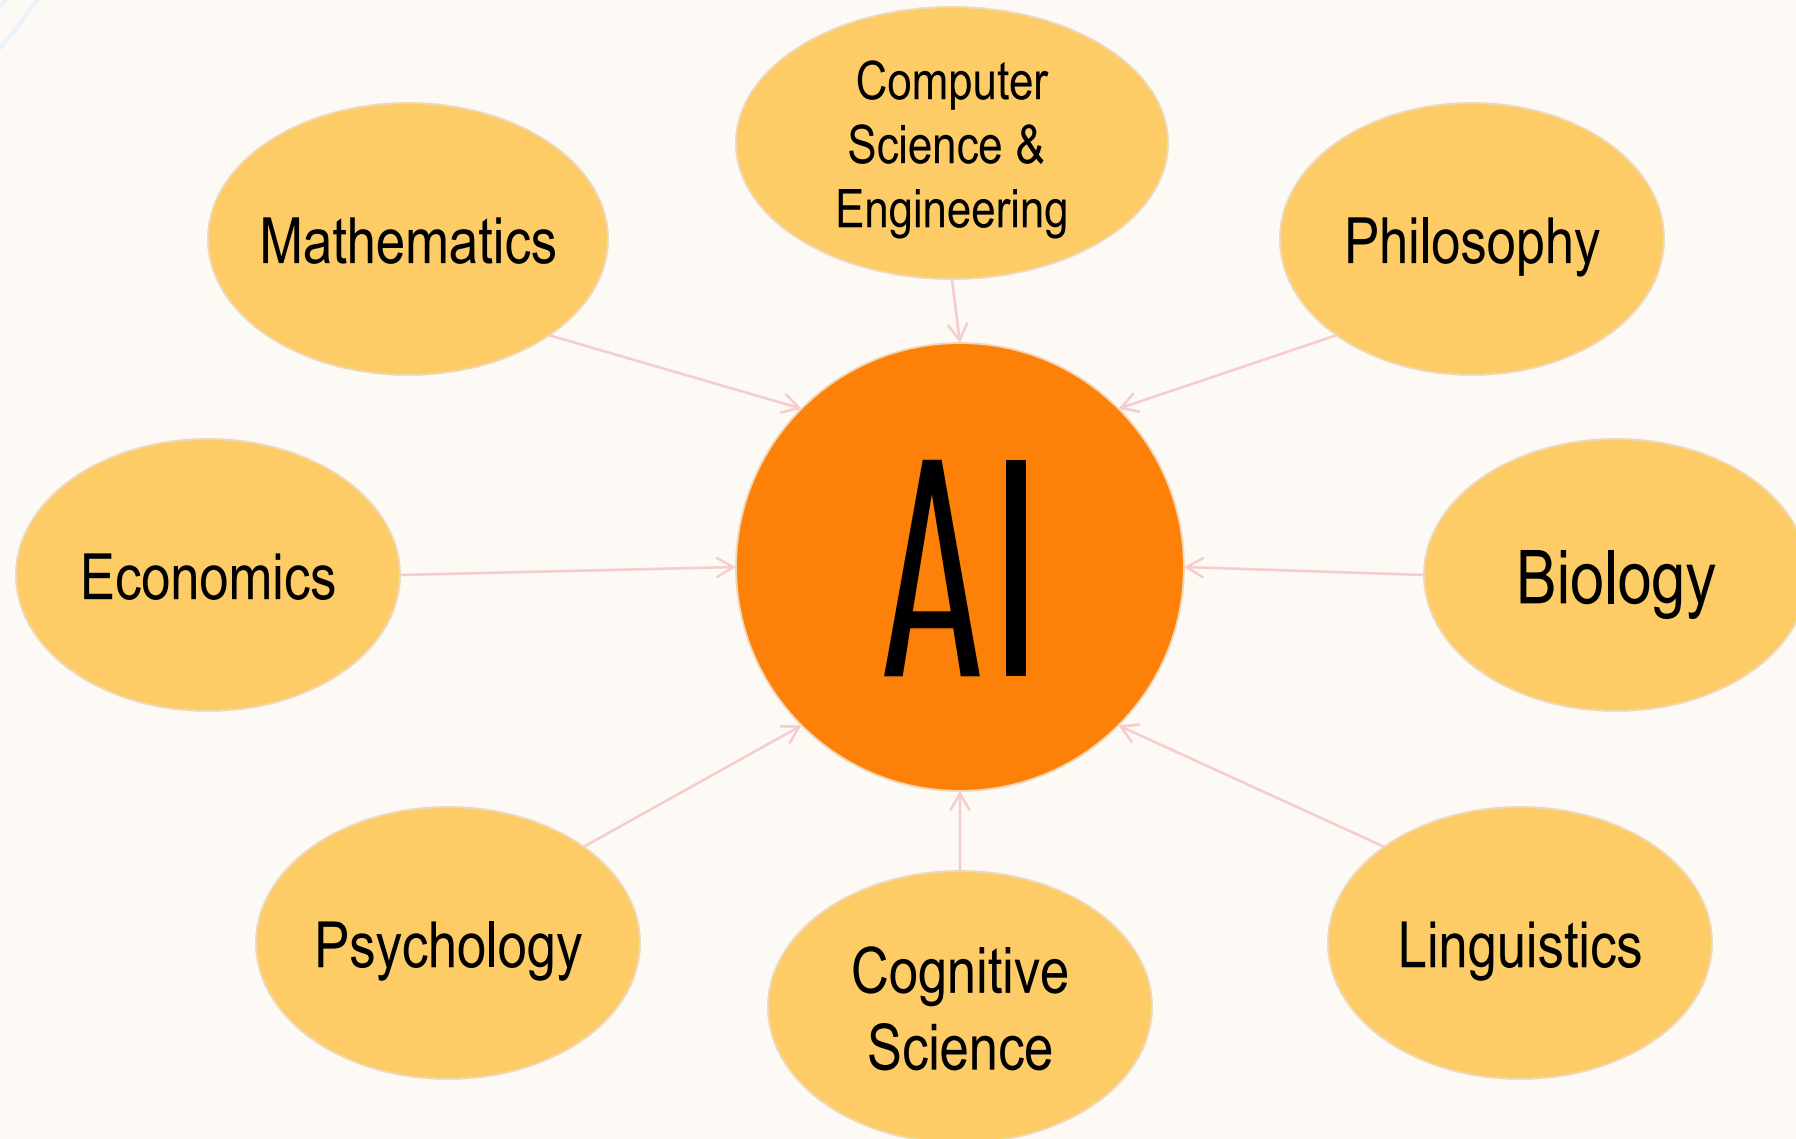 Computer
Science &
Engineering
Mathematics
Philosophy
AI
Economics
Biology
Psychology
Linguistics
Cognitive
Science